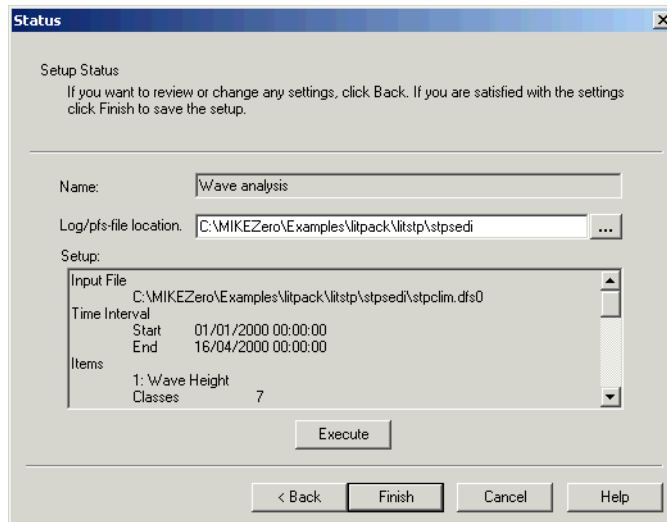 Status
Setup Status
If you want to review or change any settings, click Back. If you are satisfied with the settings
click Finish to save the setup.
Name: Wave analysis
Log/pfs-file location. C:\MIKEZero\Examples\litpack\litstp\stpsedi ...
Setup:
Input File
C:\MIKEZero\Examples\litpack\litstp\stpsedi\stpclim.dfs0
Time Interval
Start 01/01/2000 00:00:00
End 16/04/2000 00:00:00
Items
1: Wave Height
Classes 7
Execute
< Back Finish Cancel Help